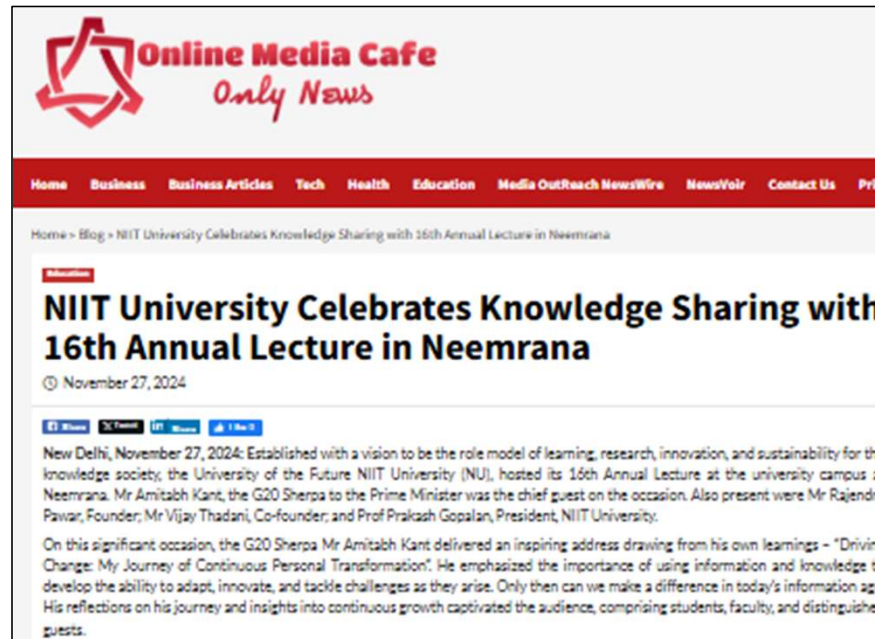 Online Media Cafe
Only News
Home Business Business Articles Tech Health Education Media OutReach NewsWire NewsVoir Contact Us Pri
Home » Blog » NIIT University Celebrates Knowledge Sharing with 16th Annual Lecture in Neemrana
Education
NIIT University Celebrates Knowledge Sharing with
16th Annual Lecture in Neemrana
November 27, 2024
Share Tweet in Share Like 0
New Delhi, November 27, 2024: Established with a vision to be the role model of learning, research, innovation, and sustainability for th
knowledge society, the University of the Future NIIT University (NU), hosted its 16th Annual Lecture at the university campus a
Neemrana. Mr Amitabh Kant, the G20 Sherpa to the Prime Minister was the chief guest on the occasion. Also present were Mr Rajendr
Pawar, Founder; Mr Vijay Thadani, Co-founder; and Prof Prakash Gopalan, President, NIIT University.
On this significant occasion, the G20 Sherpa Mr Amitabh Kant delivered an inspiring address drawing from his own learnings – "Drivin
Change: My Journey of Continuous Personal Transformation". He emphasized the importance of using information and knowledge t
develop the ability to adapt, innovate, and tackle challenges as they arise. Only then can we make a difference in today's information ag
His reflections on his journey and insights into continuous growth captivated the audience, comprising students, faculty, and distinguishe
guests.